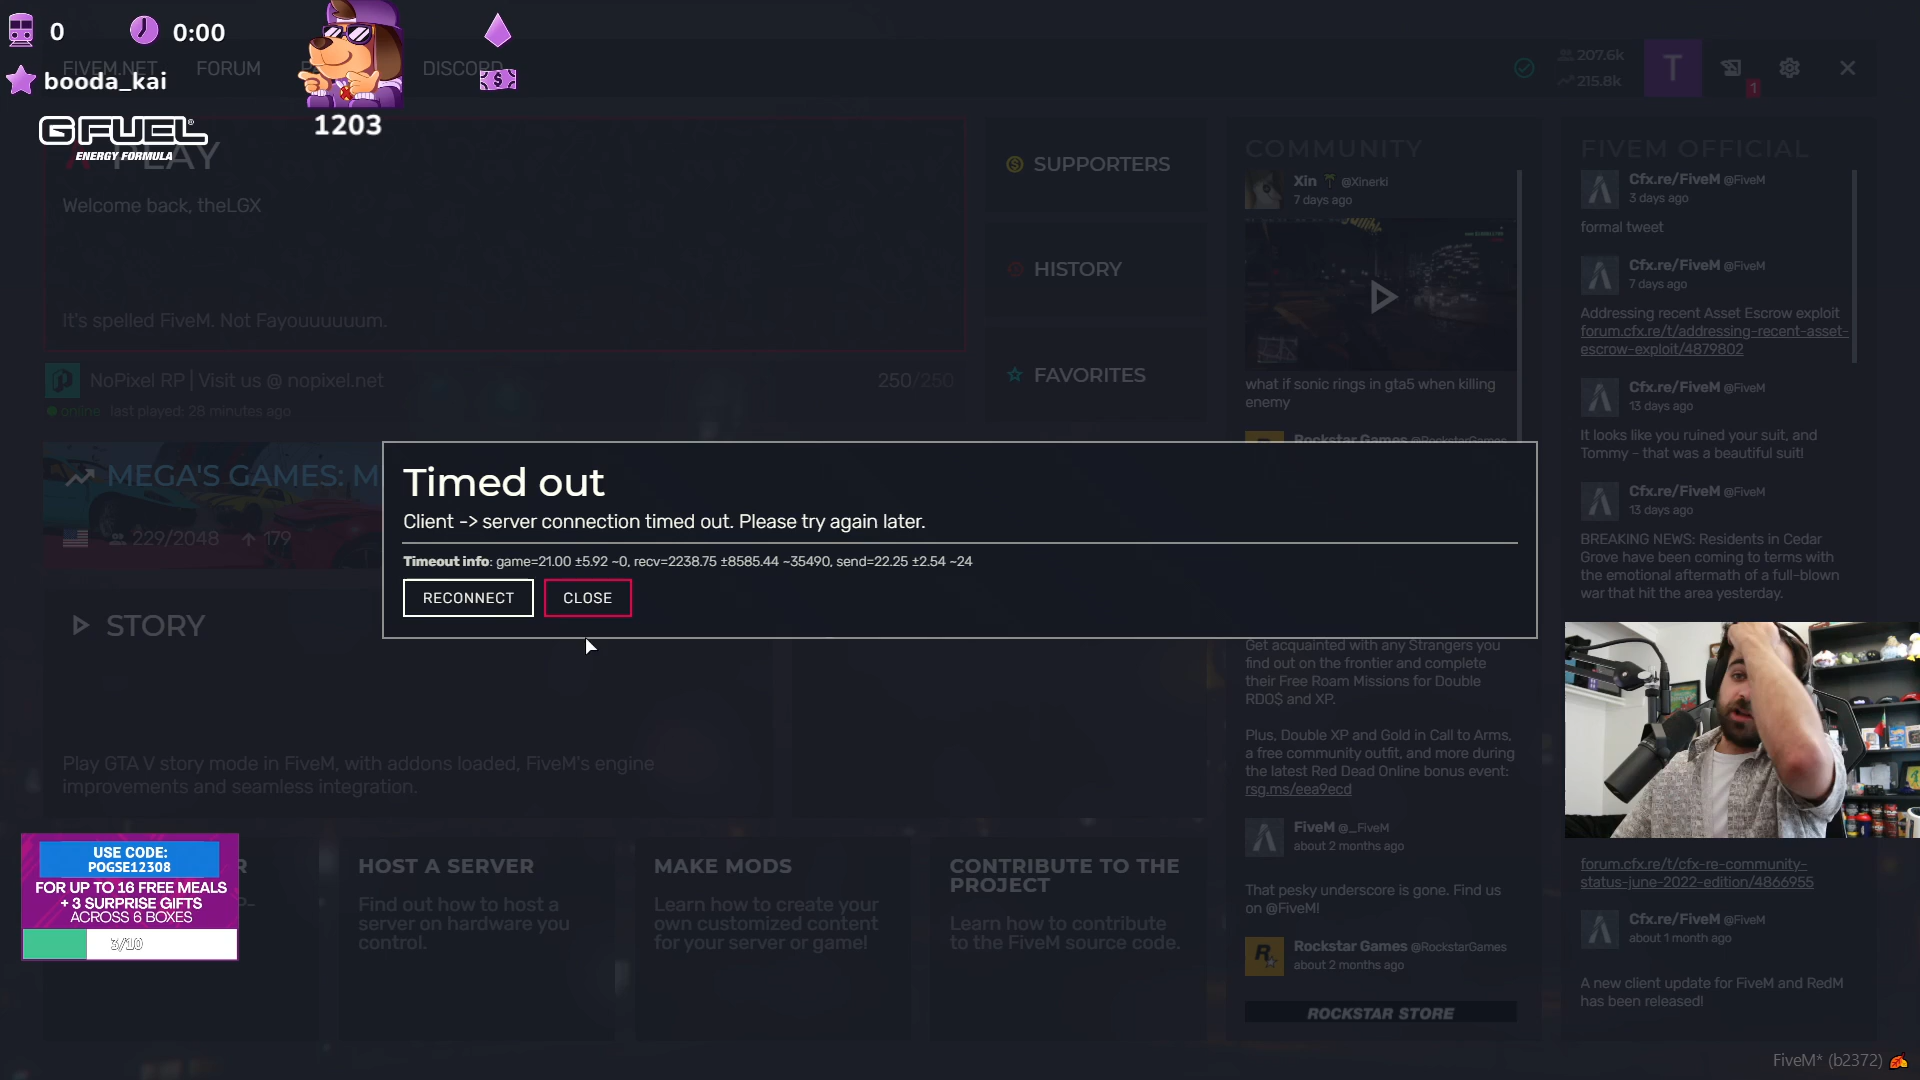 0
0:00
booda_kai
1203
G FUEL
ENERGY FORMULA
FIVEM.NET
FORUM
DISCORD
207.6k
215.8k
T
1
PLAY
Welcome back, theLGX
It's spelled FiveM. Not Fayouuuuuum.
NoPixel RP | Visit us @ nopixel.net
250/250
online
last played: 28 minutes ago
MEGA'S GAMES: M
229/2048
179
SUPPORTERS
HISTORY
FAVORITES
Timed out
Client -> server connection timed out. Please try again later.
Timeout info: game=21.00 ±5.92 ~0, recv=2238.75 ±8585.44 ~35490, send=22.25 ±2.54 ~24
RECONNECT
CLOSE
STORY
Play GTA V story mode in FiveM, with addons loaded, FiveM's engine
improvements and seamless integration.
USE CODE:
POGSE12308
FOR UP TO 16 FREE MEALS
+ 3 SURPRISE GIFTS
ACROSS 6 BOXES
3/10
R
HOST A SERVER
Find out how to host a
server on hardware you
control.
MAKE MODS
Learn how to create your
own customized content
for your server or game!
CONTRIBUTE TO THE
PROJECT
Learn how to contribute
to the FiveM source code.
COMMUNITY
Xin @Xinerki
7 days ago
what if sonic rings in gta5 when killing
enemy
Rockstar Games @RockstarGames
Get acquainted with any Strangers you
find out on the frontier and complete
their Free Roam Missions for Double
RDO$ and XP.
Plus, Double XP and Gold in Call to Arms,
a free community outfit, and more during
the latest Red Dead Online bonus event:
rsg.ms/eea9ecd
FiveM @_FiveM
about 2 months ago
That pesky underscore is gone. Find us
on @FiveM!
Rockstar Games @RockstarGames
about 2 months ago
ROCKSTAR STORE
FIVEM OFFICIAL
Cfx.re/FiveM @FiveM
3 days ago
formal tweet
Cfx.re/FiveM @FiveM
7 days ago
Addressing recent Asset Escrow exploit
forum.cfx.re/t/addressing-recent-asset-
escrow-exploit/4879802
Cfx.re/FiveM @FiveM
13 days ago
It looks like you ruined your suit, and
Tommy - that was a beautiful suit!
Cfx.re/FiveM @FiveM
13 days ago
BREAKING NEWS: Residents in Cedar
Grove have been coming to terms with
the emotional aftermath of a full-blown
war that hit the area yesterday.
forum.cfx.re/t/cfx-re-community-
status-june-2022-edition/4866955
Cfx.re/FiveM @FiveM
about 1 month ago
A new client update for FiveM and RedM
has been released!
FiveM* (b2372)